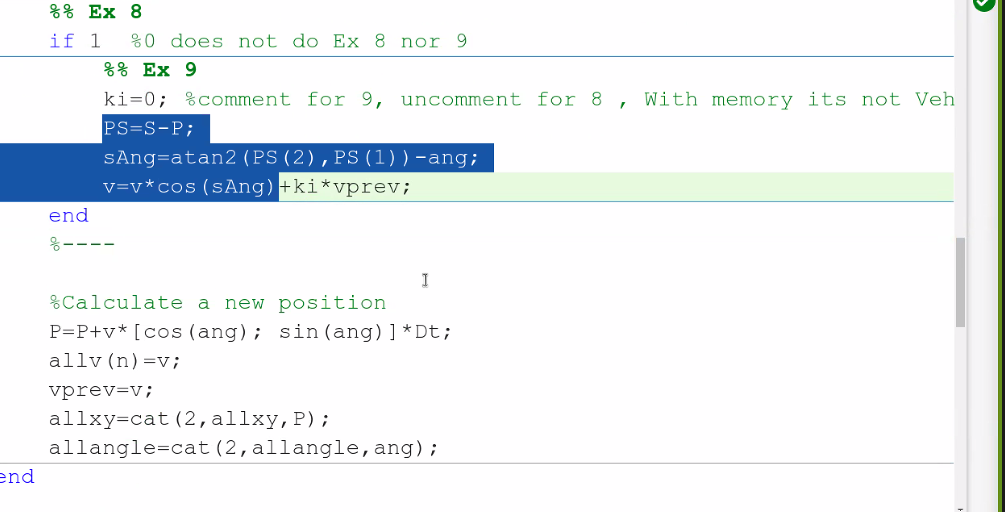 %% Ex 8
if 1  %0 does not do Ex 8 nor 9
%% Ex 9
ki=0; %comment for 9, uncomment for 8 , With memory its not Veh
PS=S-P;
sAng=atan2(PS(2),PS(1))-ang;
v=v*cos(sAng)+ki*vprev;
end
%----
%Calculate a new position
P=P+v*[cos(ang); sin(ang)]*Dt;
allv(n)=v;
vprev=v;
allxy=cat(2,allxy,P);
allangle=cat(2,allangle,ang);
end